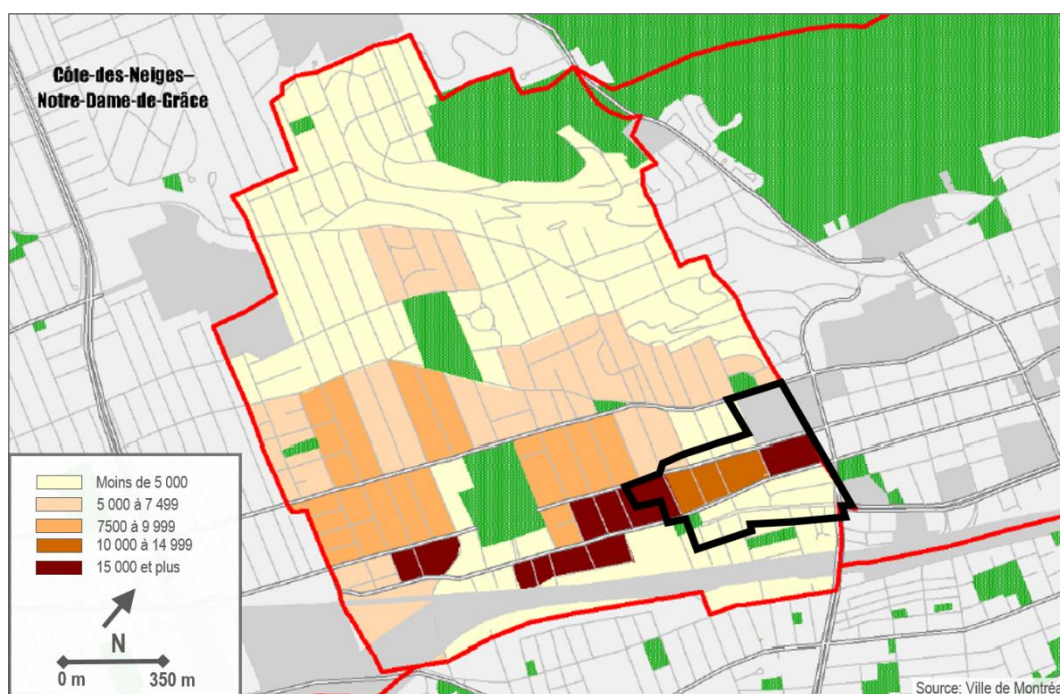 Côte-des-Neiges–
Notre-Dame-de-Grâce
Moins de 5 000
5 000 à 7 499
7500 à 9 999
10 000 à 14 999
15 000 et plus
N
0 m 350 m
Source: Ville de Montréa